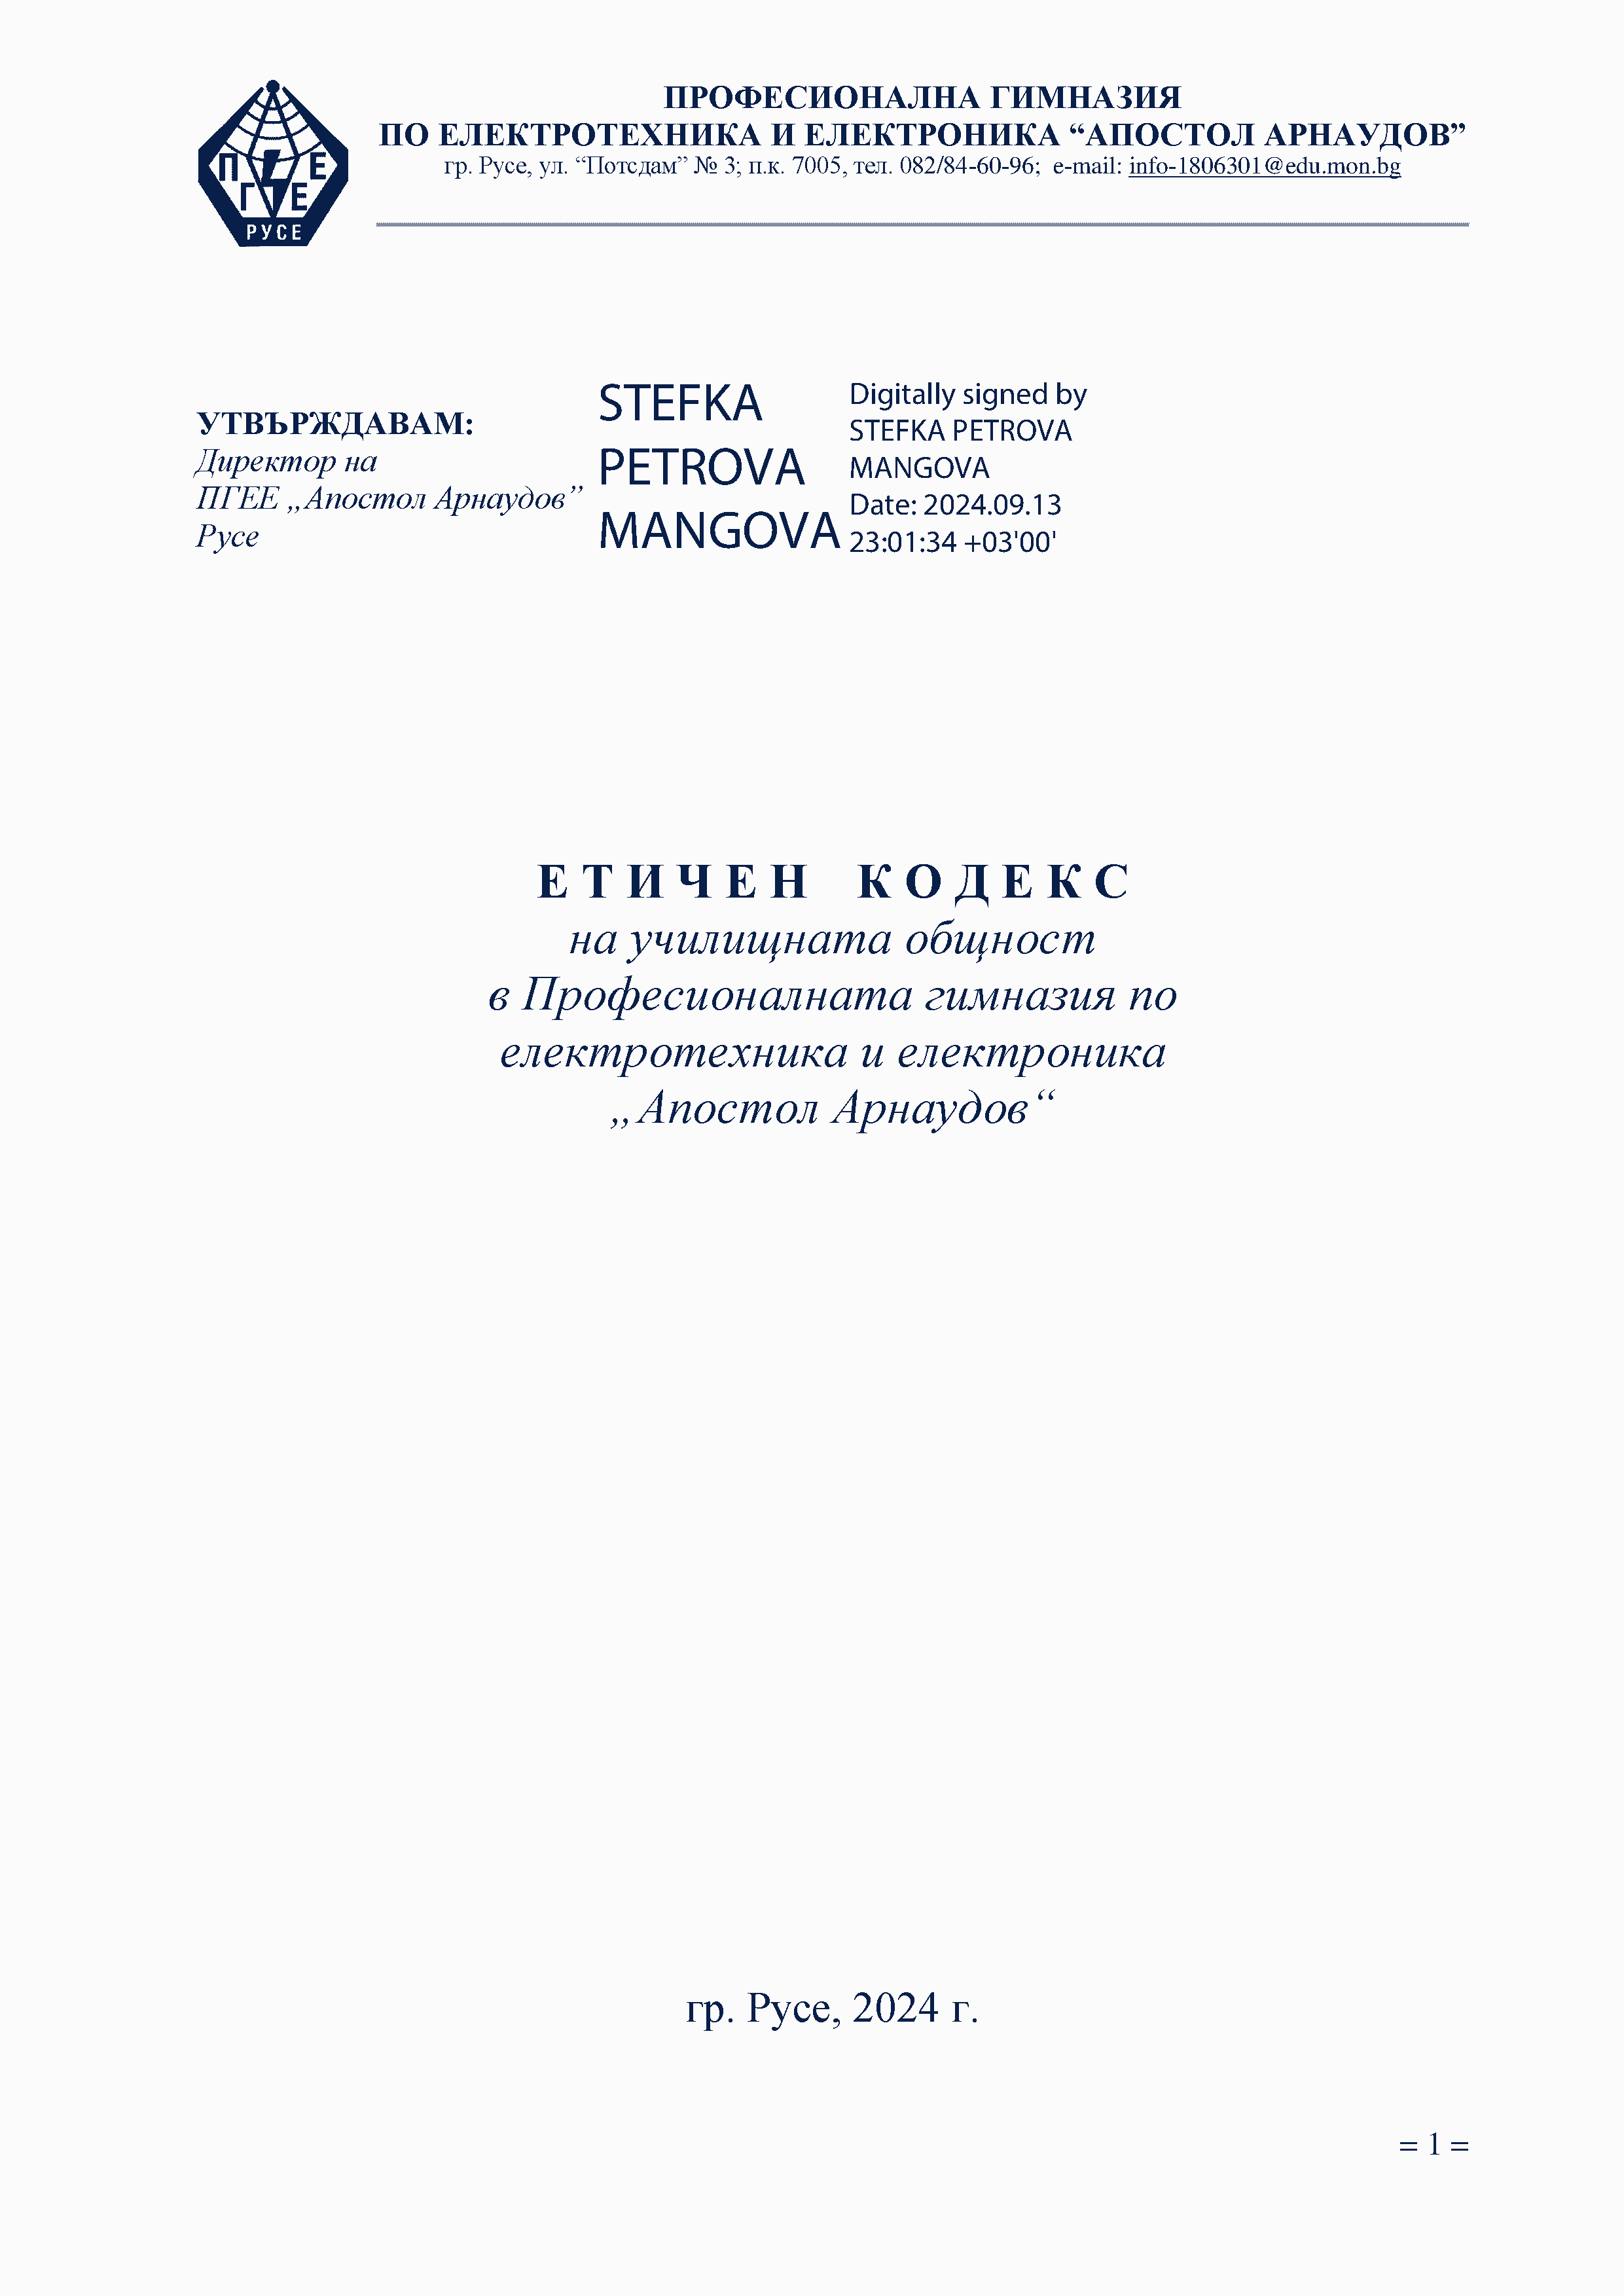 П Е
Г Е
РУСЕ
ПРОФЕСИОНАЛНА ГИМНАЗИЯ
ПО ЕЛЕКТРОТЕХНИКА И ЕЛЕКТРОНИКА “АПОСТОЛ АРНАУДОВ”
гр. Русе, ул. “Потсдам” № 3; п.к. 7005, тел. 082/84-60-96; e-mail: info-1806301@edu.mon.bg
УТВЪРЖДАВАМ:
Директор на
ПГЕЕ „Апостол Арнаудов”
Русе
STEFKA
PETROVA
MANGOVA
Digitally signed by
STEFKA PETROVA
MANGOVA
Date: 2024.09.13
23:01:34 +03'00'
Е Т И Ч Е Н К О Д Е К С
на училищната общност
в Професионалната гимназия по
електротехника и електроника
„Апостол Арнаудов“
гр. Русе, 2024 г.
= 1 =